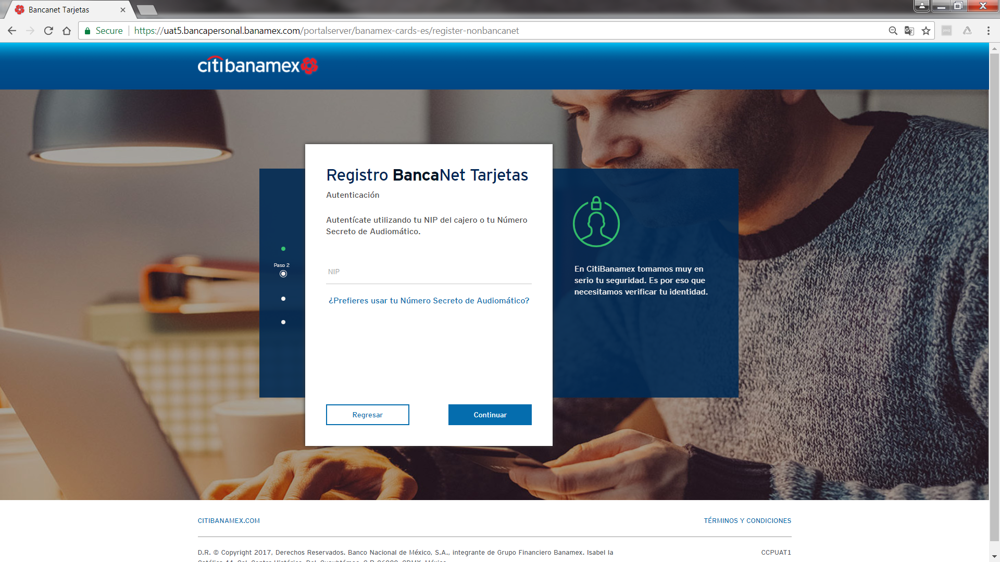 Bancanet Tarjetas
Secure
https://uat5.bancapersonal.banamex.com/portalserver/banamex-cards-es/register-nonbancanet
citibanamex
Registro BancaNet Tarjetas
Autenticación
Autentícate utilizando tu NIP del cajero o tu Número
Secreto de Audiomático.
Paso 2
NIP
¿Prefieres usar tu Número Secreto de Audiomático?
Regresar
Continuar
En CitiBanamex tomamos muy en
serio tu seguridad. Es por eso que
necesitamos verificar tu identidad.
CITIBANAMEX.COM
TÉRMINOS Y CONDICIONES
D.R. © Copyright 2017, Derechos Reservados. Banco Nacional de México, S.A., integrante de Grupo Financiero Banamex. Isabel la
CCPUAT1